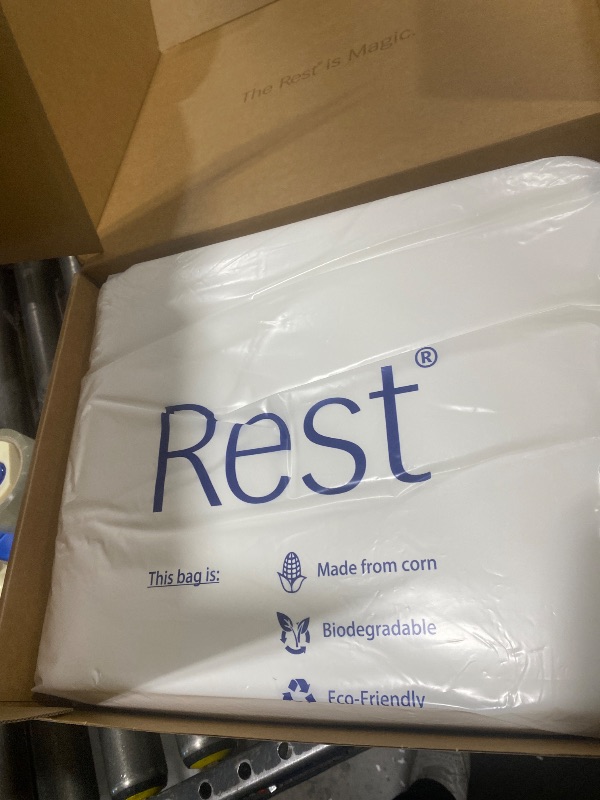 The Rest® is Magic.
Rest®
This bag is:
Made from corn
Biodegradable
Eco-Friendly